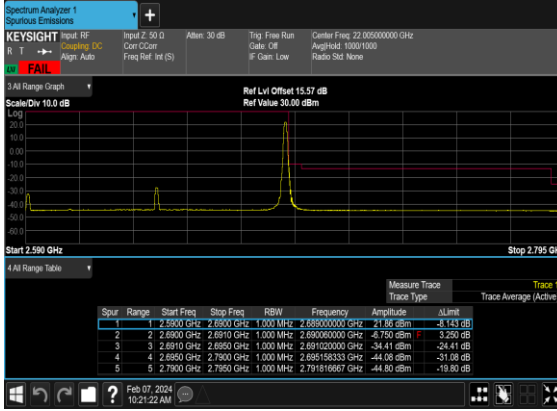 Spectrum Analyzer 1
Spurious Emissions
+
KEYSIGHT
R T
LN FAIL
Input: RF
Coupling: DC
Align: Auto
Input Z: 50 Ω
Corr CCorr
Freq Ref: Int (S)
Atten: 30 dB
Trig: Free Run
Gate: Off
IF Gain: Low
Center Freq: 22.005000000 GHz
Avg|Hold: 1000/1000
Radio Std: None
3 All Range Graph
Scale/Div 10.0 dB
Ref Lvl Offset 15.57 dB
Ref Value 30.00 dBm
Log
20.0
10.0
0.00
-10.0
-20.0
-30.0
-40.0
-50.0
-60.0
Start 2.590 GHz
Stop 2.795 GH
4 All Range Table
Measure Trace Trace 1
Trace Type Trace Average (Active
Spur Range Start Freq Stop Freq RBW Frequency Amplitude ΔLimit
1 1 2.5900 GHz 2.6900 GHz 1.000 MHz 2.689000000 GHz 21.86 dBm -8.143 dB
2 2 2.6900 GHz 2.6910 GHz 1.000 MHz 2.690060000 GHz -6.750 dBm F 3.250 dB
3 3 2.6910 GHz 2.6950 GHz 1.000 MHz 2.691020000 GHz -34.41 dBm -24.41 dB
4 4 2.6950 GHz 2.7900 GHz 1.000 MHz 2.695158333 GHz -44.08 dBm -31.08 dB
5 5 2.7900 GHz 2.7950 GHz 1.000 MHz 2.791816667 GHz -44.80 dBm -19.80 dB
?
Feb 07, 2024
10:21:22 AM